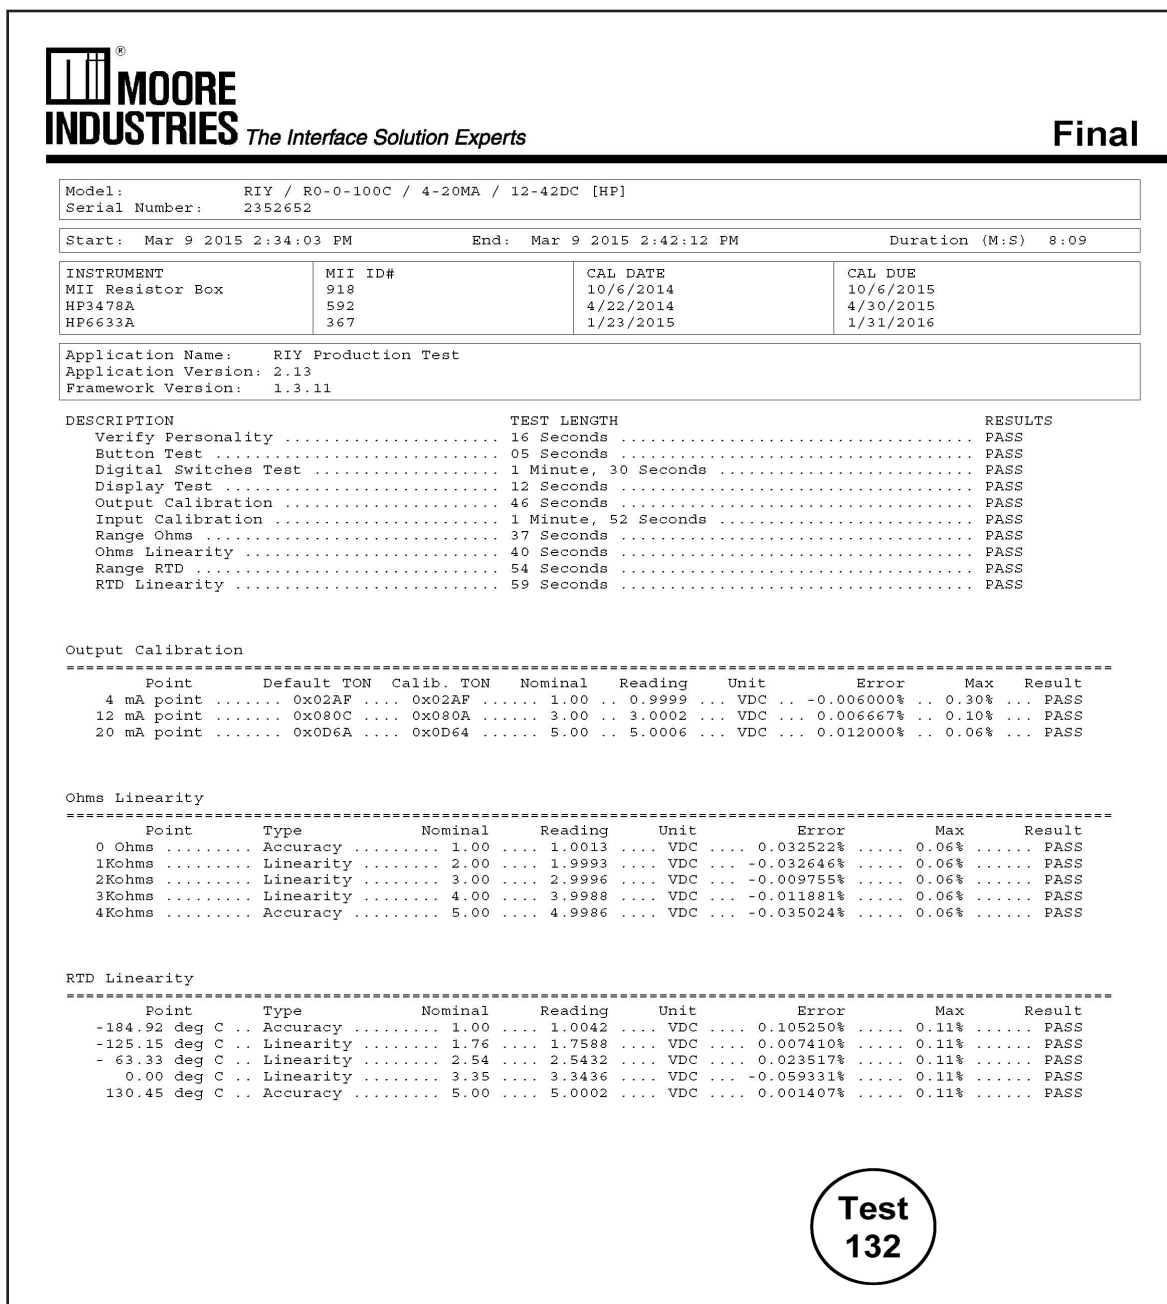 ®
MOORE
INDUSTRIES The Interface Solution Experts
Final
Model: RIY / R0-0-100C / 4-20MA / 12-42DC [HP]
Serial Number: 2352652
Start: Mar 9 2015 2:34:03 PM End: Mar 9 2015 2:42:12 PM Duration (M:S) 8:09
INSTRUMENT MII ID# CAL DATE CAL DUE
MII Resistor Box 918 10/6/2014 10/6/2015
HP3478A 592 4/22/2014 4/30/2015
HP6633A 367 1/23/2015 1/31/2016
Application Name: RIY Production Test
Application Version: 2.13
Framework Version: 1.3.11
DESCRIPTION TEST LENGTH RESULTS
Verify Personality ...................... 16 Seconds .................................... PASS
Button Test ............................. 05 Seconds .................................... PASS
Digital Switches Test ................... 1 Minute, 30 Seconds .......................... PASS
Display Test ............................ 12 Seconds .................................... PASS
Output Calibration ...................... 46 Seconds .................................... PASS
Input Calibration ....................... 1 Minute, 52 Seconds .......................... PASS
Range Ohms .............................. 37 Seconds .................................... PASS
Ohms Linearity .......................... 40 Seconds .................................... PASS
Range RTD ............................... 54 Seconds .................................... PASS
RTD Linearity ........................... 59 Seconds .................................... PASS
Output Calibration
==========================================================================================================
Point Default TON Calib. TON Nominal Reading Unit Error Max Result
4 mA point ....... 0x02AF .... 0x02AF ...... 1.00 .. 0.9999 ... VDC .. -0.006000% .. 0.30% ... PASS
12 mA point ....... 0x080C .... 0x080A ...... 3.00 .. 3.0002 ... VDC ... 0.006667% .. 0.10% ... PASS
20 mA point ....... 0x0D6A .... 0x0D64 ...... 5.00 .. 5.0006 ... VDC ... 0.012000% .. 0.06% ... PASS
Ohms Linearity
==========================================================================================================
Point Type Nominal Reading Unit Error Max Result
0 Ohms ......... Accuracy ......... 1.00 .... 1.0013 .... VDC .... 0.032522% ..... 0.06% ...... PASS
1Kohms ......... Linearity ........ 2.00 .... 1.9993 .... VDC ... -0.032646% ..... 0.06% ...... PASS
2Kohms ......... Linearity ........ 3.00 .... 2.9996 .... VDC ... -0.009755% ..... 0.06% ...... PASS
3Kohms ......... Linearity ........ 4.00 .... 3.9988 .... VDC ... -0.011881% ..... 0.06% ...... PASS
4Kohms ......... Accuracy ......... 5.00 .... 4.9986 .... VDC ... -0.035024% ..... 0.06% ...... PASS
RTD Linearity
==========================================================================================================
Point Type Nominal Reading Unit Error Max Result
-184.92 deg C .. Accuracy ......... 1.00 .... 1.0042 .... VDC .... 0.105250% ..... 0.11% ...... PASS
-125.15 deg C .. Linearity ........ 1.76 .... 1.7588 .... VDC .... 0.007410% ..... 0.11% ...... PASS
- 63.33 deg C .. Linearity ........ 2.54 .... 2.5432 .... VDC .... 0.023517% ..... 0.11% ...... PASS
0.00 deg C .. Linearity ........ 3.35 .... 3.3436 .... VDC ... -0.059331% ..... 0.11% ...... PASS
130.45 deg C .. Accuracy ......... 5.00 .... 5.0002 .... VDC .... 0.001407% ..... 0.11% ...... PASS
Test
132